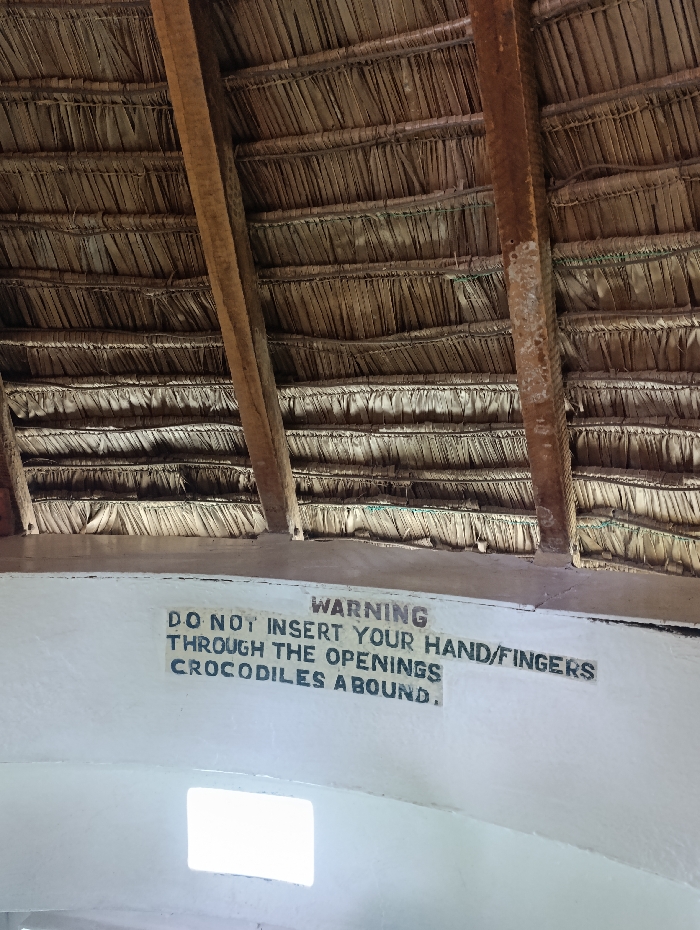 WARNING
DO NOT INSERT YOUR HAND/FINGERS
THROUGH THE OPENINGS
CROCODILES ABOUND.